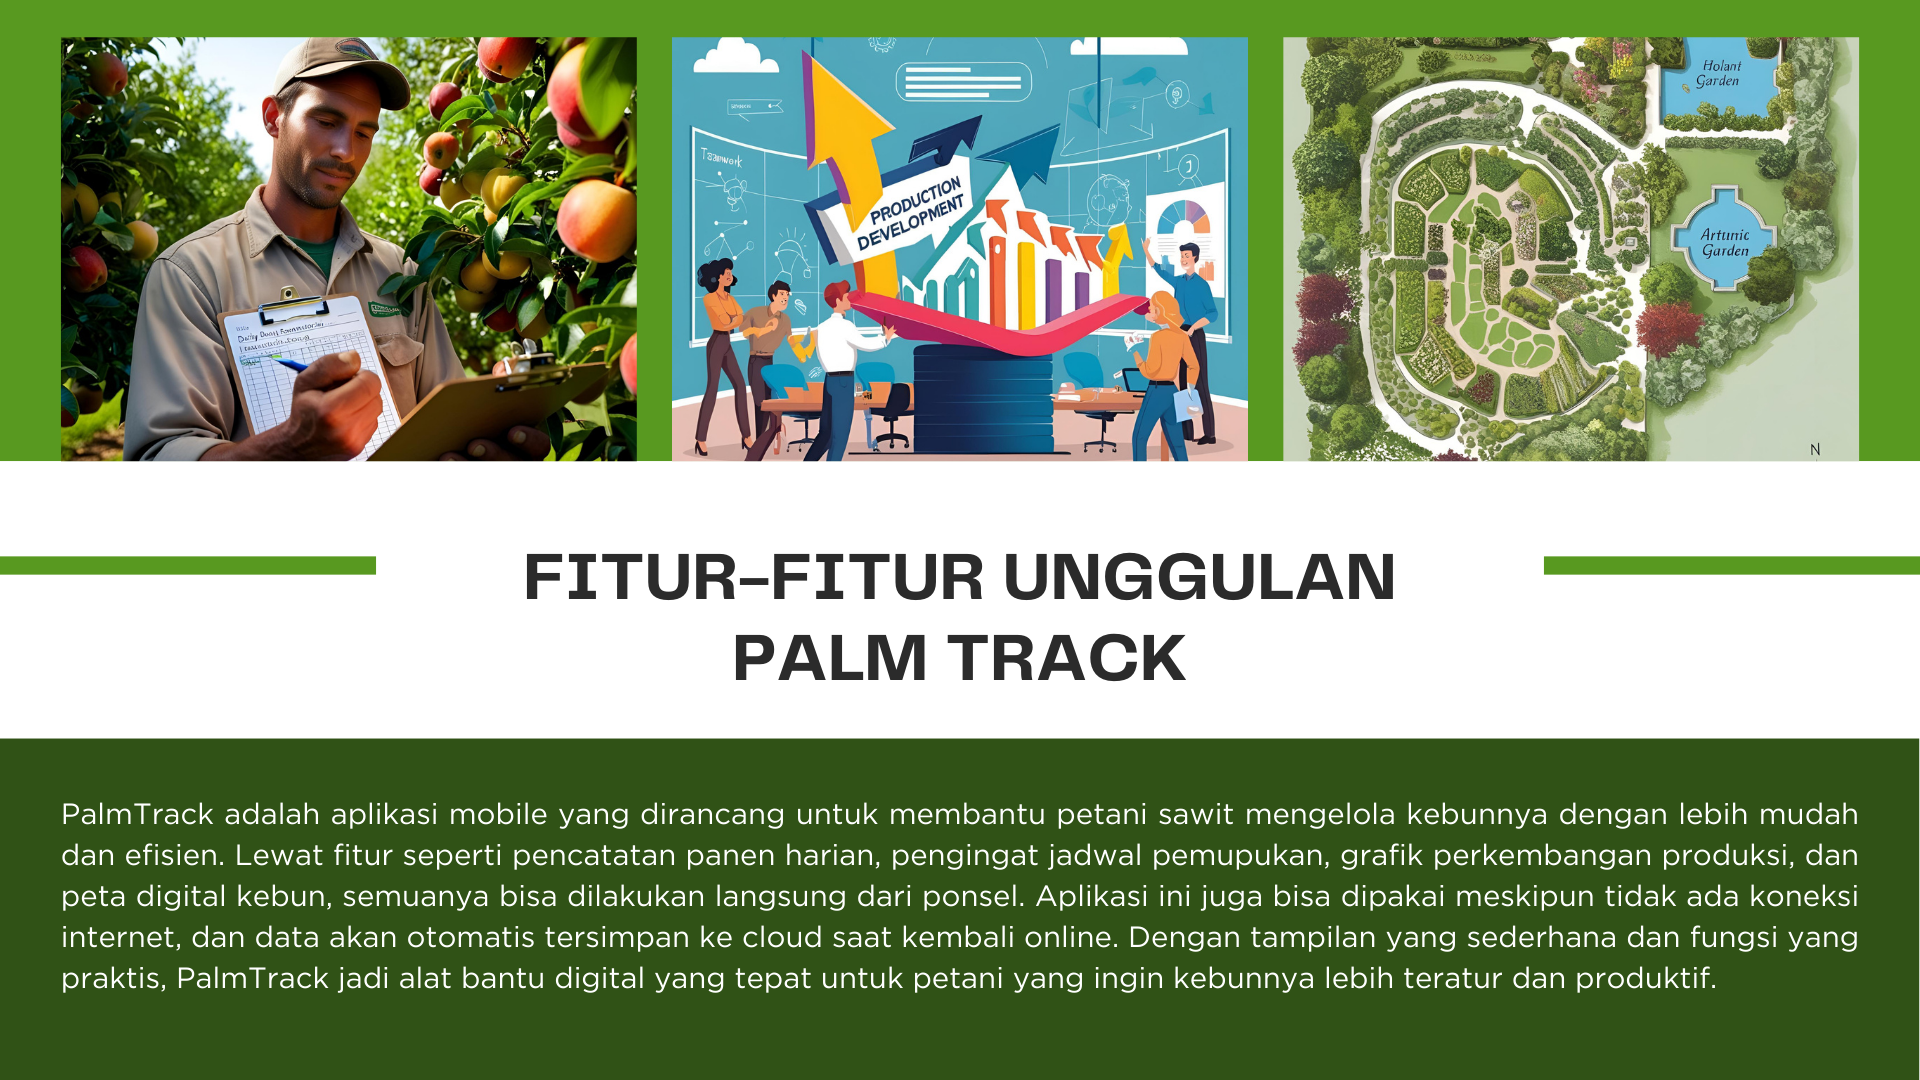 Holant
Garden
Teamwork
PRODUCTION
DEVELOPMENT
Artunic
Garden
N
FITUR-FITUR UNGGULAN
PALM TRACK
PalmTrack adalah aplikasi mobile yang dirancang untuk membantu petani sawit mengelola kebunnya dengan lebih mudah
dan efisien. Lewat fitur seperti pencatatan panen harian, pengingat jadwal pemupukan, grafik perkembangan produksi, dan
peta digital kebun, semuanya bisa dilakukan langsung dari ponsel. Aplikasi ini juga bisa dipakai meskipun tidak ada koneksi
internet, dan data akan otomatis tersimpan ke cloud saat kembali online. Dengan tampilan yang sederhana dan fungsi yang
praktis, PalmTrack jadi alat bantu digital yang tepat untuk petani yang ingin kebunnya lebih teratur dan produktif.